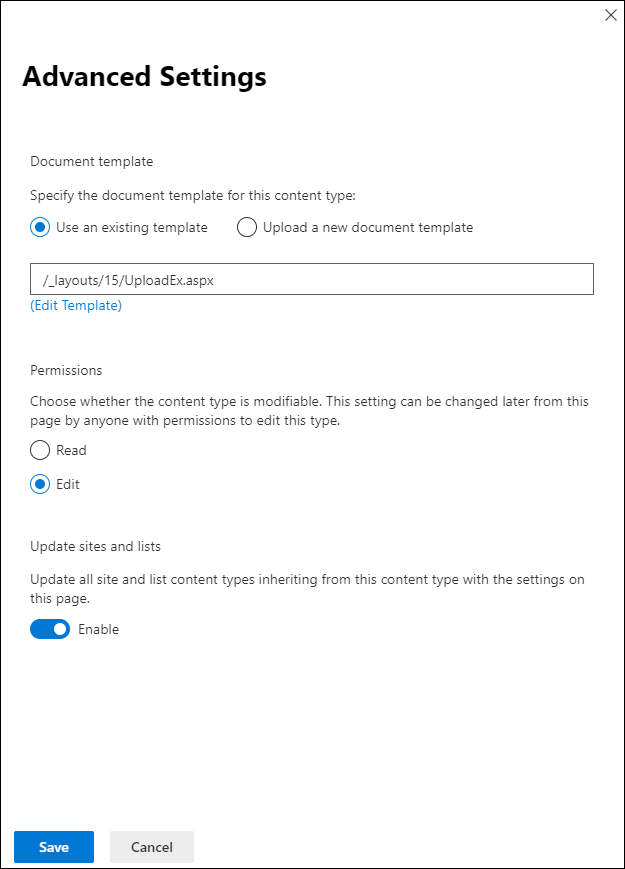 Advanced Settings
Document template
Specify the document template for this content type:
Use an existing template Upload a new document template
/_layouts/15/UploadEx.aspx
(Edit Template)
Permissions
Choose whether the content type is modifiable. This setting can be changed later from this
page by anyone with permissions to edit this type.
Read
Edit
Update sites and lists
Update all site and list content types inheriting from this content type with the settings on
this page.
Enable
Save Cancel